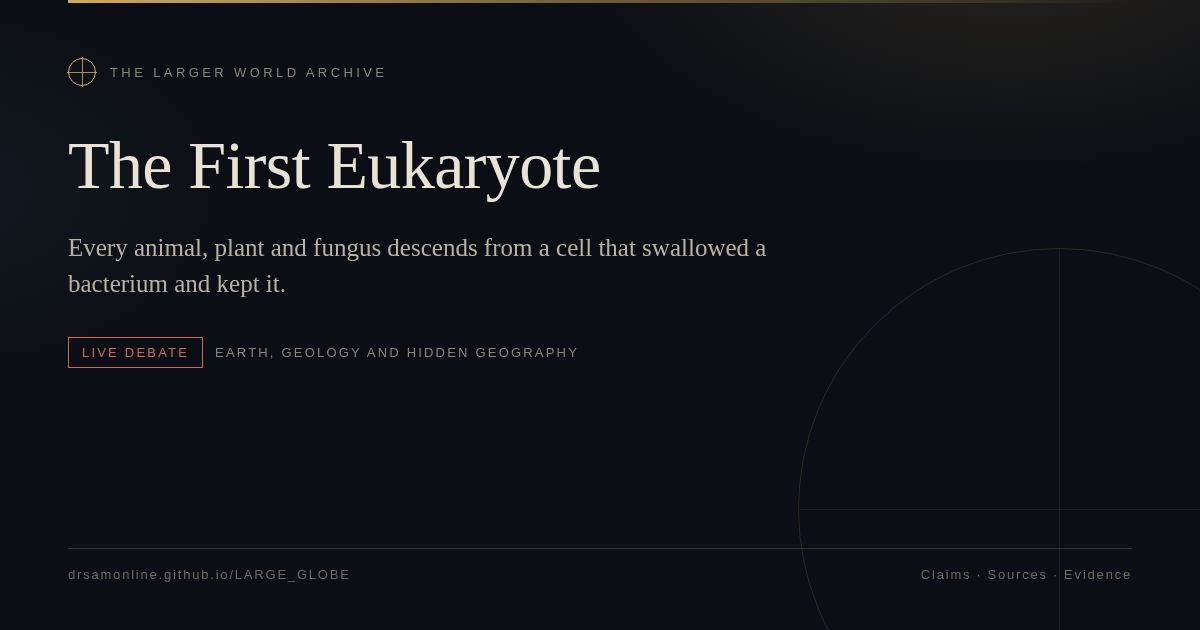 THE LARGER WORLD ARCHIVE
The First Eukaryote
Every animal, plant and fungus descends from a cell that swallowed a
bacterium and kept it.
LIVE DEBATE EARTH, GEOLOGY AND HIDDEN GEOGRAPHY
drsamonline.github.io/LARGE_GLOBE
Claims · Sources · Evidence